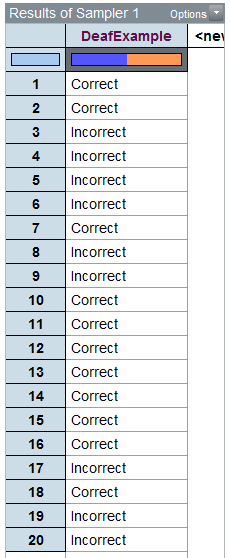 Results of Sampler 1 Options
DeafExample <new
1 Correct
2 Correct
3 Incorrect
4 Incorrect
5 Incorrect
6 Incorrect
7 Correct
8 Incorrect
9 Incorrect
10 Correct
11 Correct
12 Correct
13 Correct
14 Correct
15 Correct
16 Correct
17 Incorrect
18 Correct
19 Incorrect
20 Incorrect